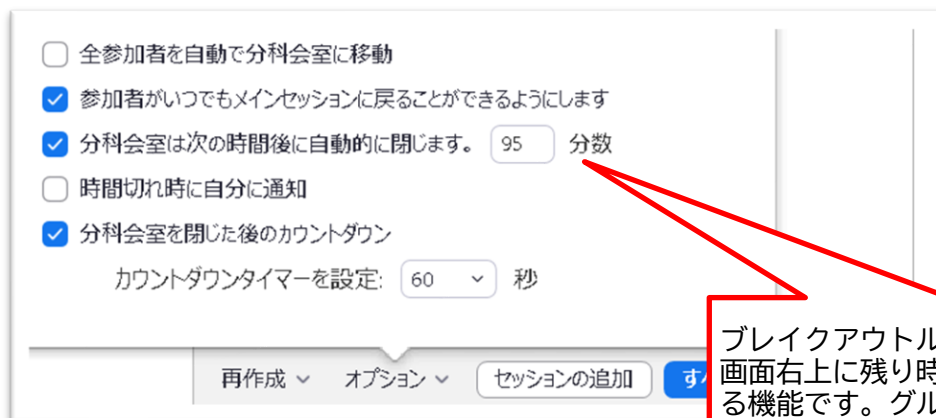 全参加者を自動で分科会室に移動
参加者がいつでもメインセッションに戻ることができるようにします
分科会室は次の時間後に自動的に閉じます。 95 分数
時間切れ時に自分に通知
分科会室を閉じた後のカウントダウン
カウントダウンタイマーを設定: 60 秒
再作成 オプション セッションの追加 す
ブレイクアウトル
画面右上に残り時
る機能です。グル